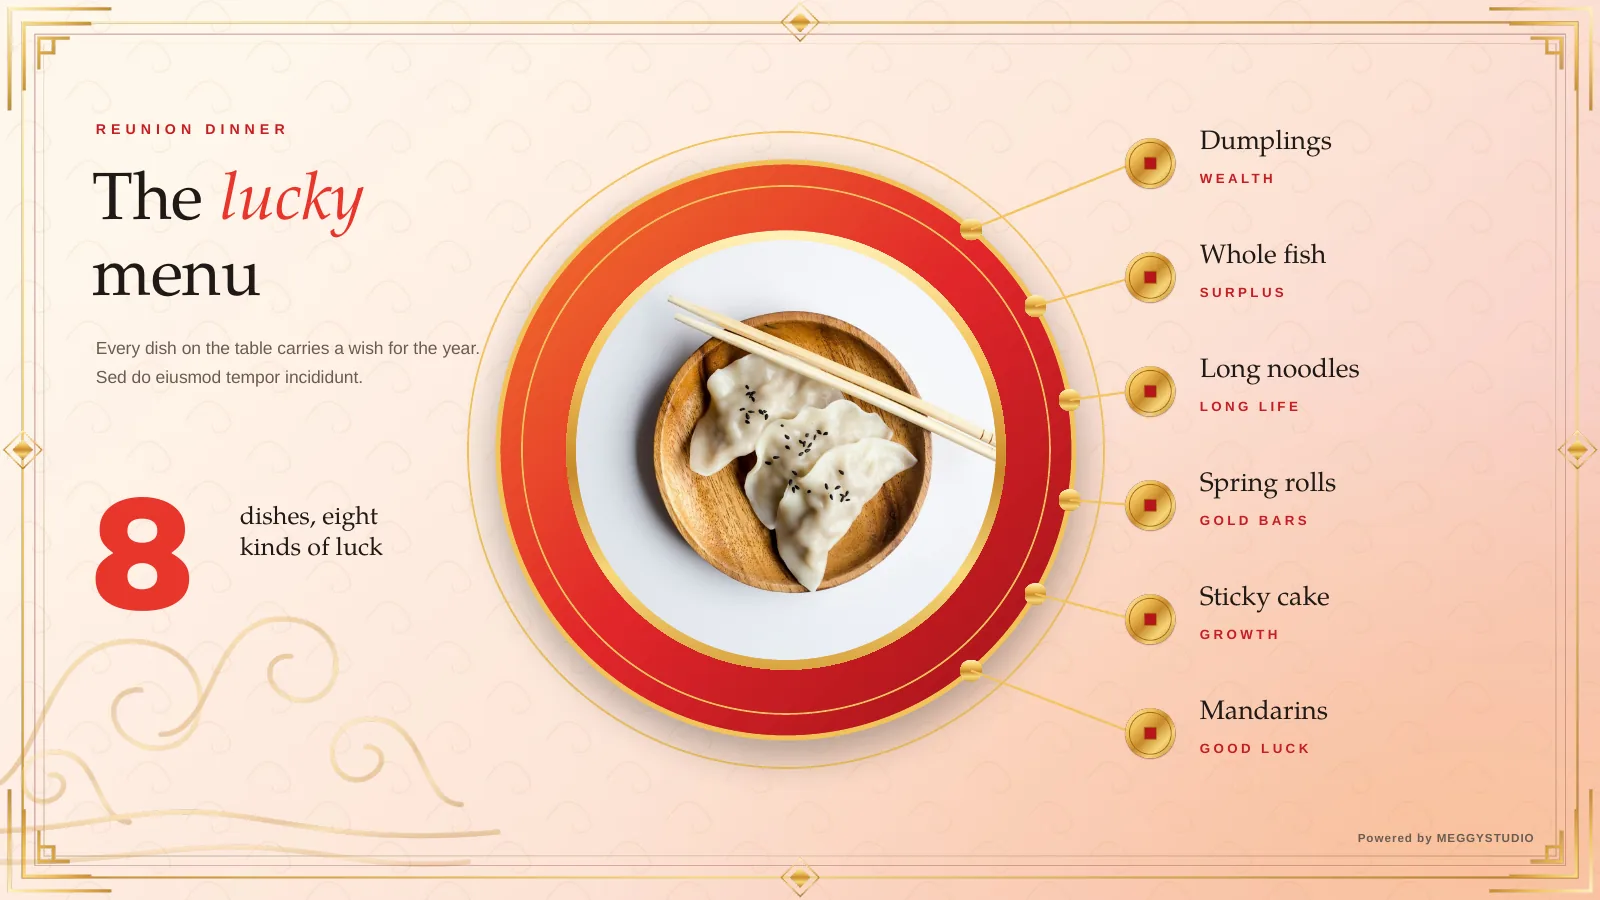 REUNION DINNER
The lucky
menu
Every dish on the table carries a wish for the year.
Sed do eiusmod tempor incididunt.
8
dishes, eight
kinds of luck
Dumplings
WEALTH
Whole fish
SURPLUS
Long noodles
LONG LIFE
Spring rolls
GOLD BARS
Sticky cake
GROWTH
Mandarins
GOOD LUCK
Powered by MEGGYSTUDIO